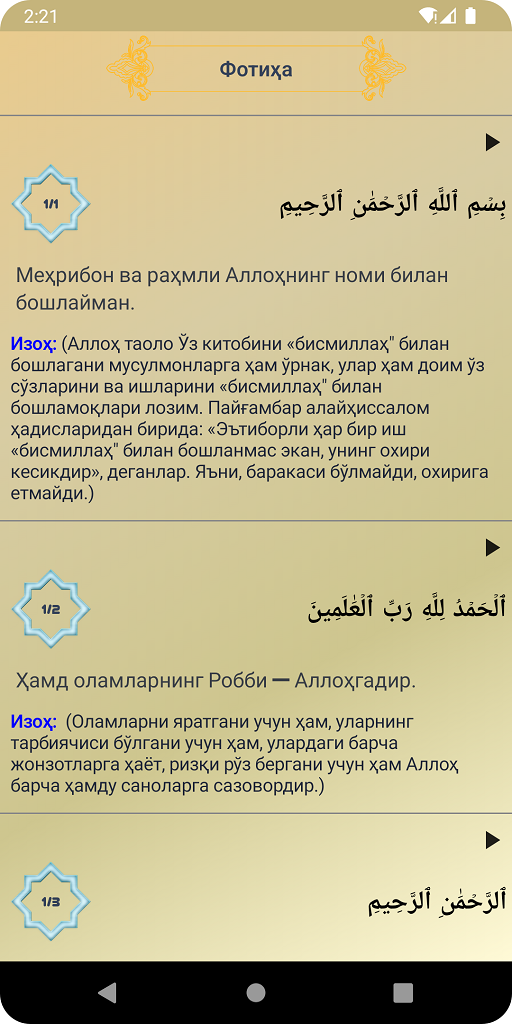 2:21
Фотиҳа
1/1
بِسْمِ ٱللَّهِ ٱلرَّحْمَٰنِ ٱلرَّحِيمِ
Меҳрибон ва раҳмли Аллоҳнинг номи билан
бошлайман.
Изоҳ: (Аллоҳ таоло Ўз китобини «бисмиллаҳ" билан
бошлагани мусулмонларга ҳам ўрнак, улар ҳам доим ўз
сўзларини ва ишларини «бисмиллаҳ" билан
бошламоқлари лозим. Пайғамбар алайҳиссалом
ҳадисларидан бирида: «Эътиборли ҳар бир иш
«бисмиллаҳ" билан бошланмас экан, унинг охири
кесикдир», деганлар. Яъни, баракаси бўлмайди, охирига
етмайди.)
1/2
ٱلْحَمْدُ لِلَّهِ رَبِّ ٱلْعَٰلَمِينَ
Ҳамд оламларнинг Робби — Аллоҳгадир.
Изоҳ: (Оламларни яратгани учун ҳам, уларнинг
тарбиячиси бўлгани учун ҳам, улардаги барча
жонзотларга ҳаёт, ризқи рўз бергани учун ҳам Аллоҳ
барча ҳамду саноларга сазовордир.)
1/3
ٱلرَّحْمَٰنِ ٱلرَّحِيمِ